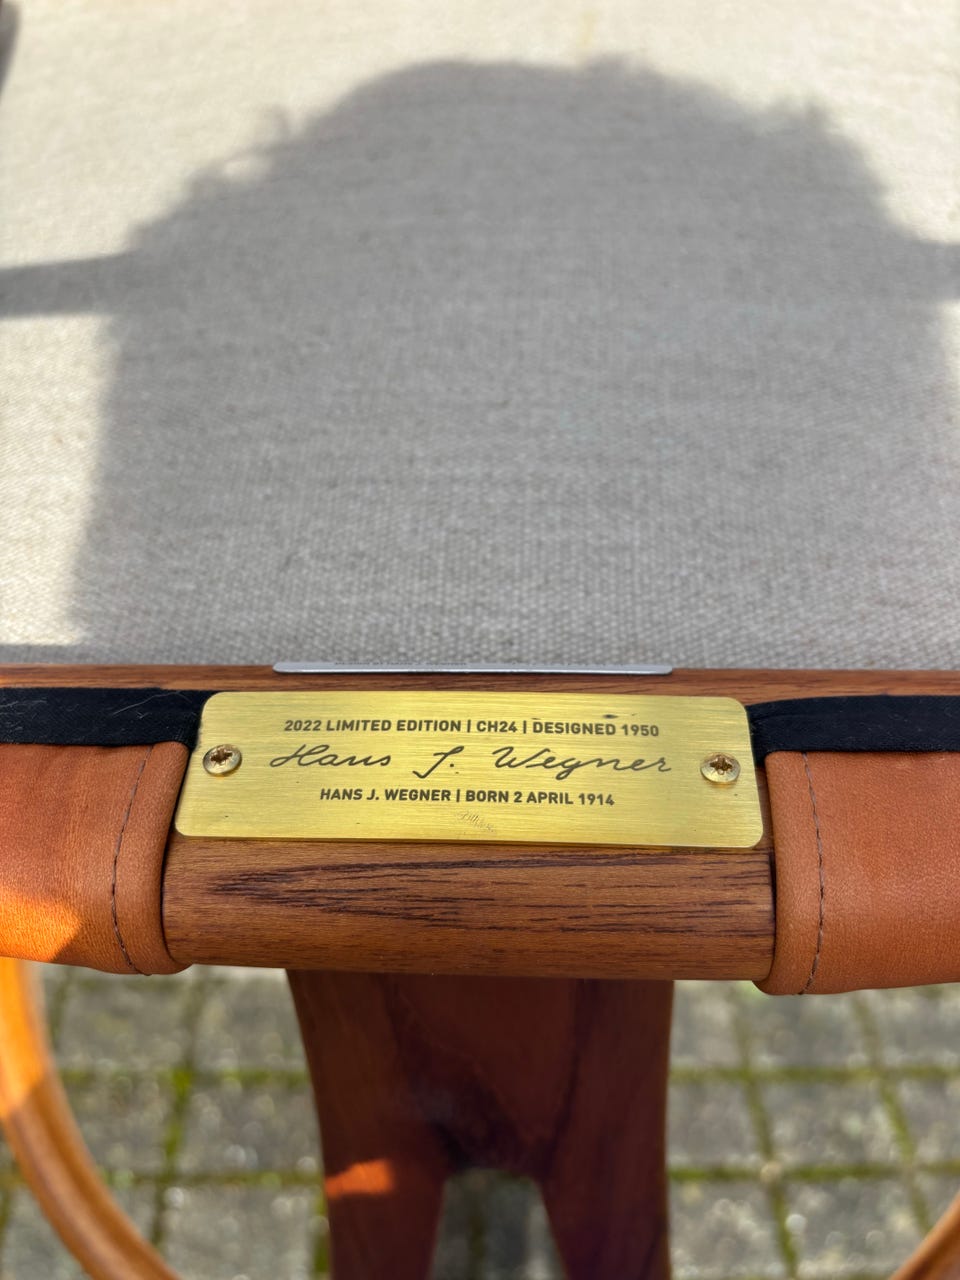 2022 LIMITED EDITION | CH24 | DESIGNED 1950
Hans J. Wegner
HANS J. WEGNER | BORN 2 APRIL 1914